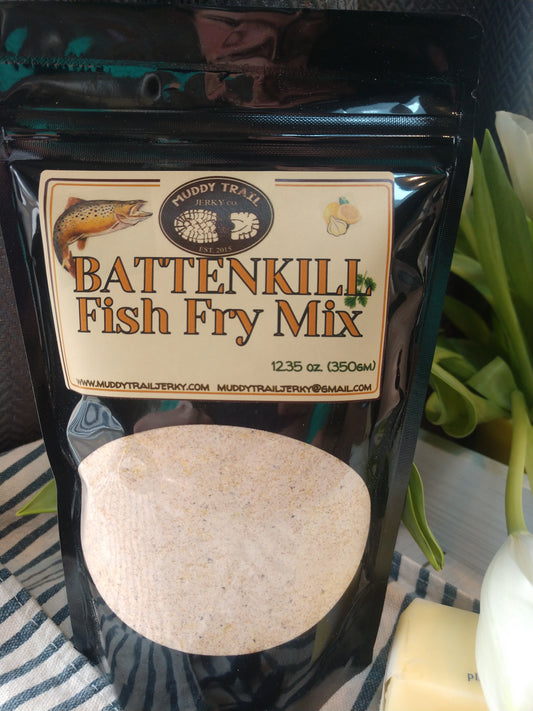 MUDDY TRAIL
JERKY co.
EST. 2015
BATTENKILL
Fish Fry Mix
12.35 oz. (350gm)
WWW.MUDDYTRAILJERKY.COM MUDDYTRAILJERKY@GMAIL.COM